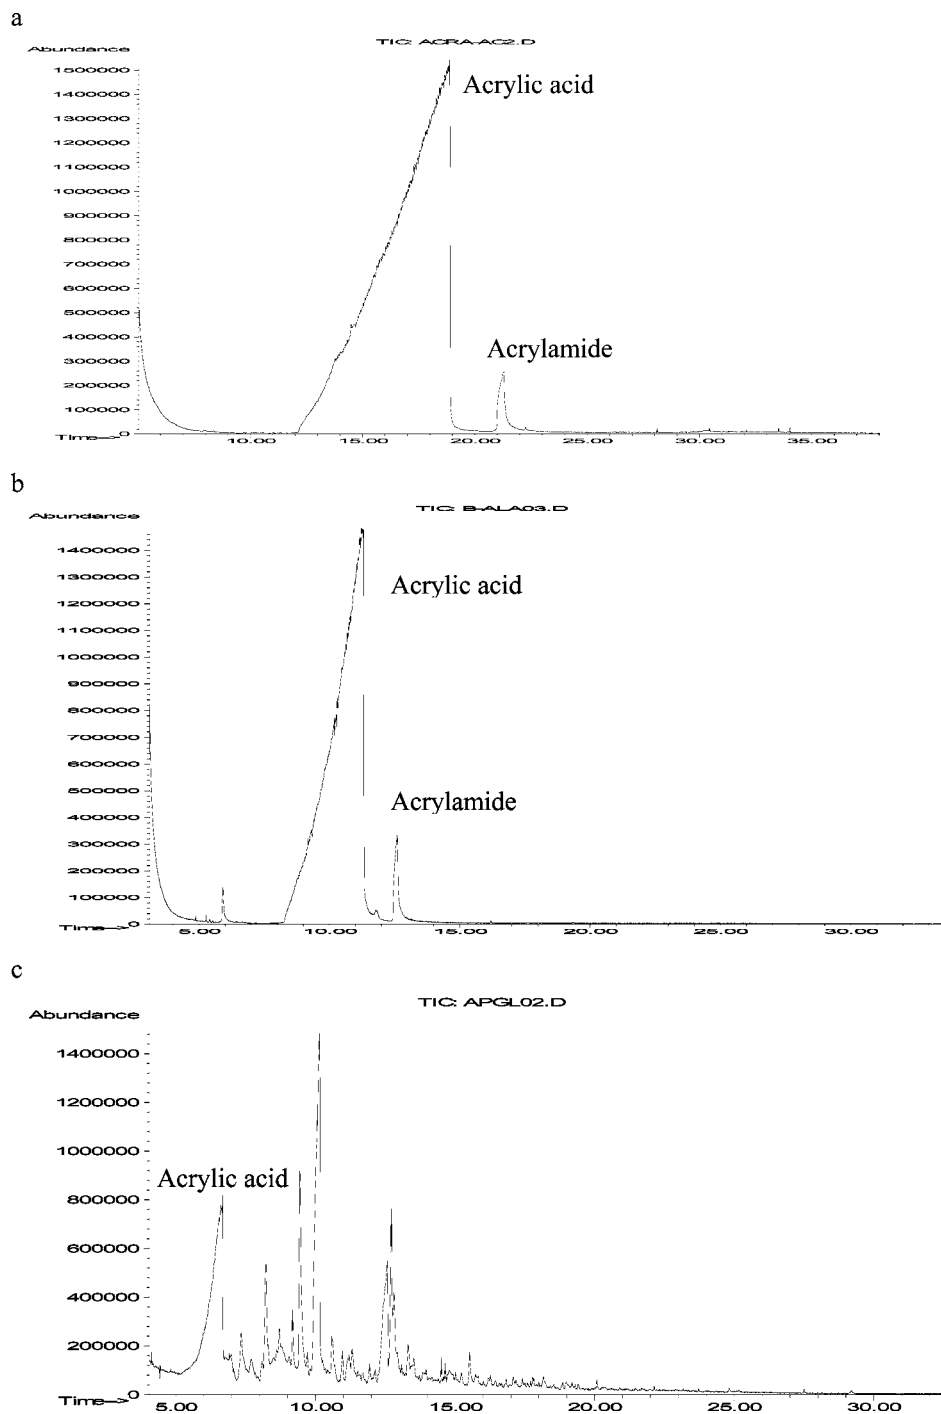 a
TIC: ACRA-AC2.D
Abundance
Acrylic acid
1500000
1400000
1300000
1200000
1100000
1000000
900000
800000
700000
600000
500000
400000
300000
200000
100000
0
Acrylamide
Time-->
10.00 15.00 20.00 25.00 30.00 35.00
b
TIC: B-ALA03.D
Abundance
1400000
1300000
1200000
1100000
1000000
900000
800000
700000
600000
500000
400000
300000
200000
100000
0
Acrylic acid
Acrylamide
Time-->
5.00 10.00 15.00 20.00 25.00 30.00
c
TIC: APGL02.D
Abundance
1400000
1200000
1000000
800000
600000
400000
200000
0
Acrylic acid
Time-->
5.00 10.00 15.00 20.00 25.00 30.00